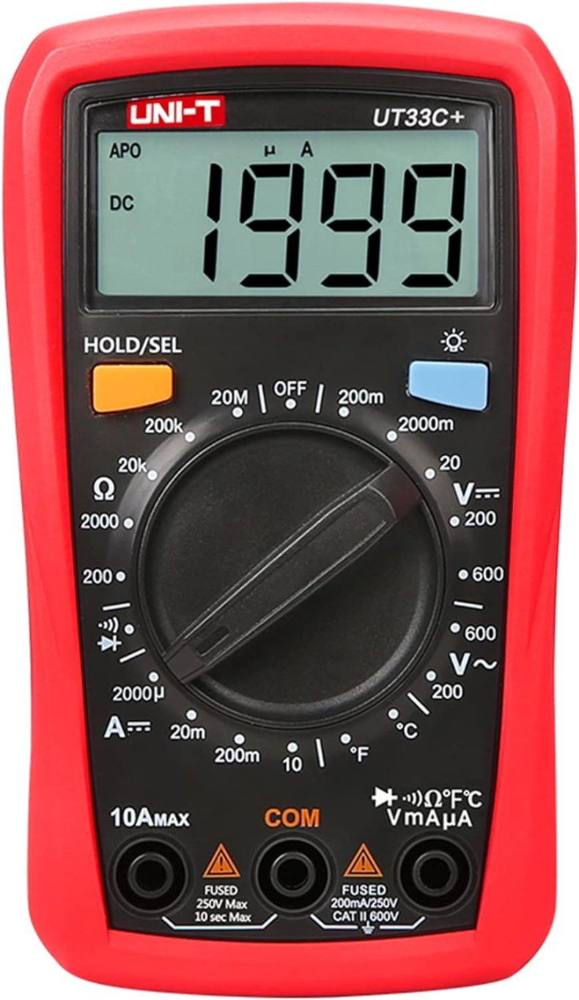 UNI-T
UT33C+
APO
μ A
DC
1999
HOLD/SEL
OFF
20M
200m
200k
2000m
20k
20
Ω
V
2000
200
200
600
600
V~
2000μ
200
A
20m
°C
200m
°F
10
10AMAX
COM
Ω°F°C
VmAμA
FUSED
250V Max
10 sec Max
FUSED
200mA/250V
CAT II 600V